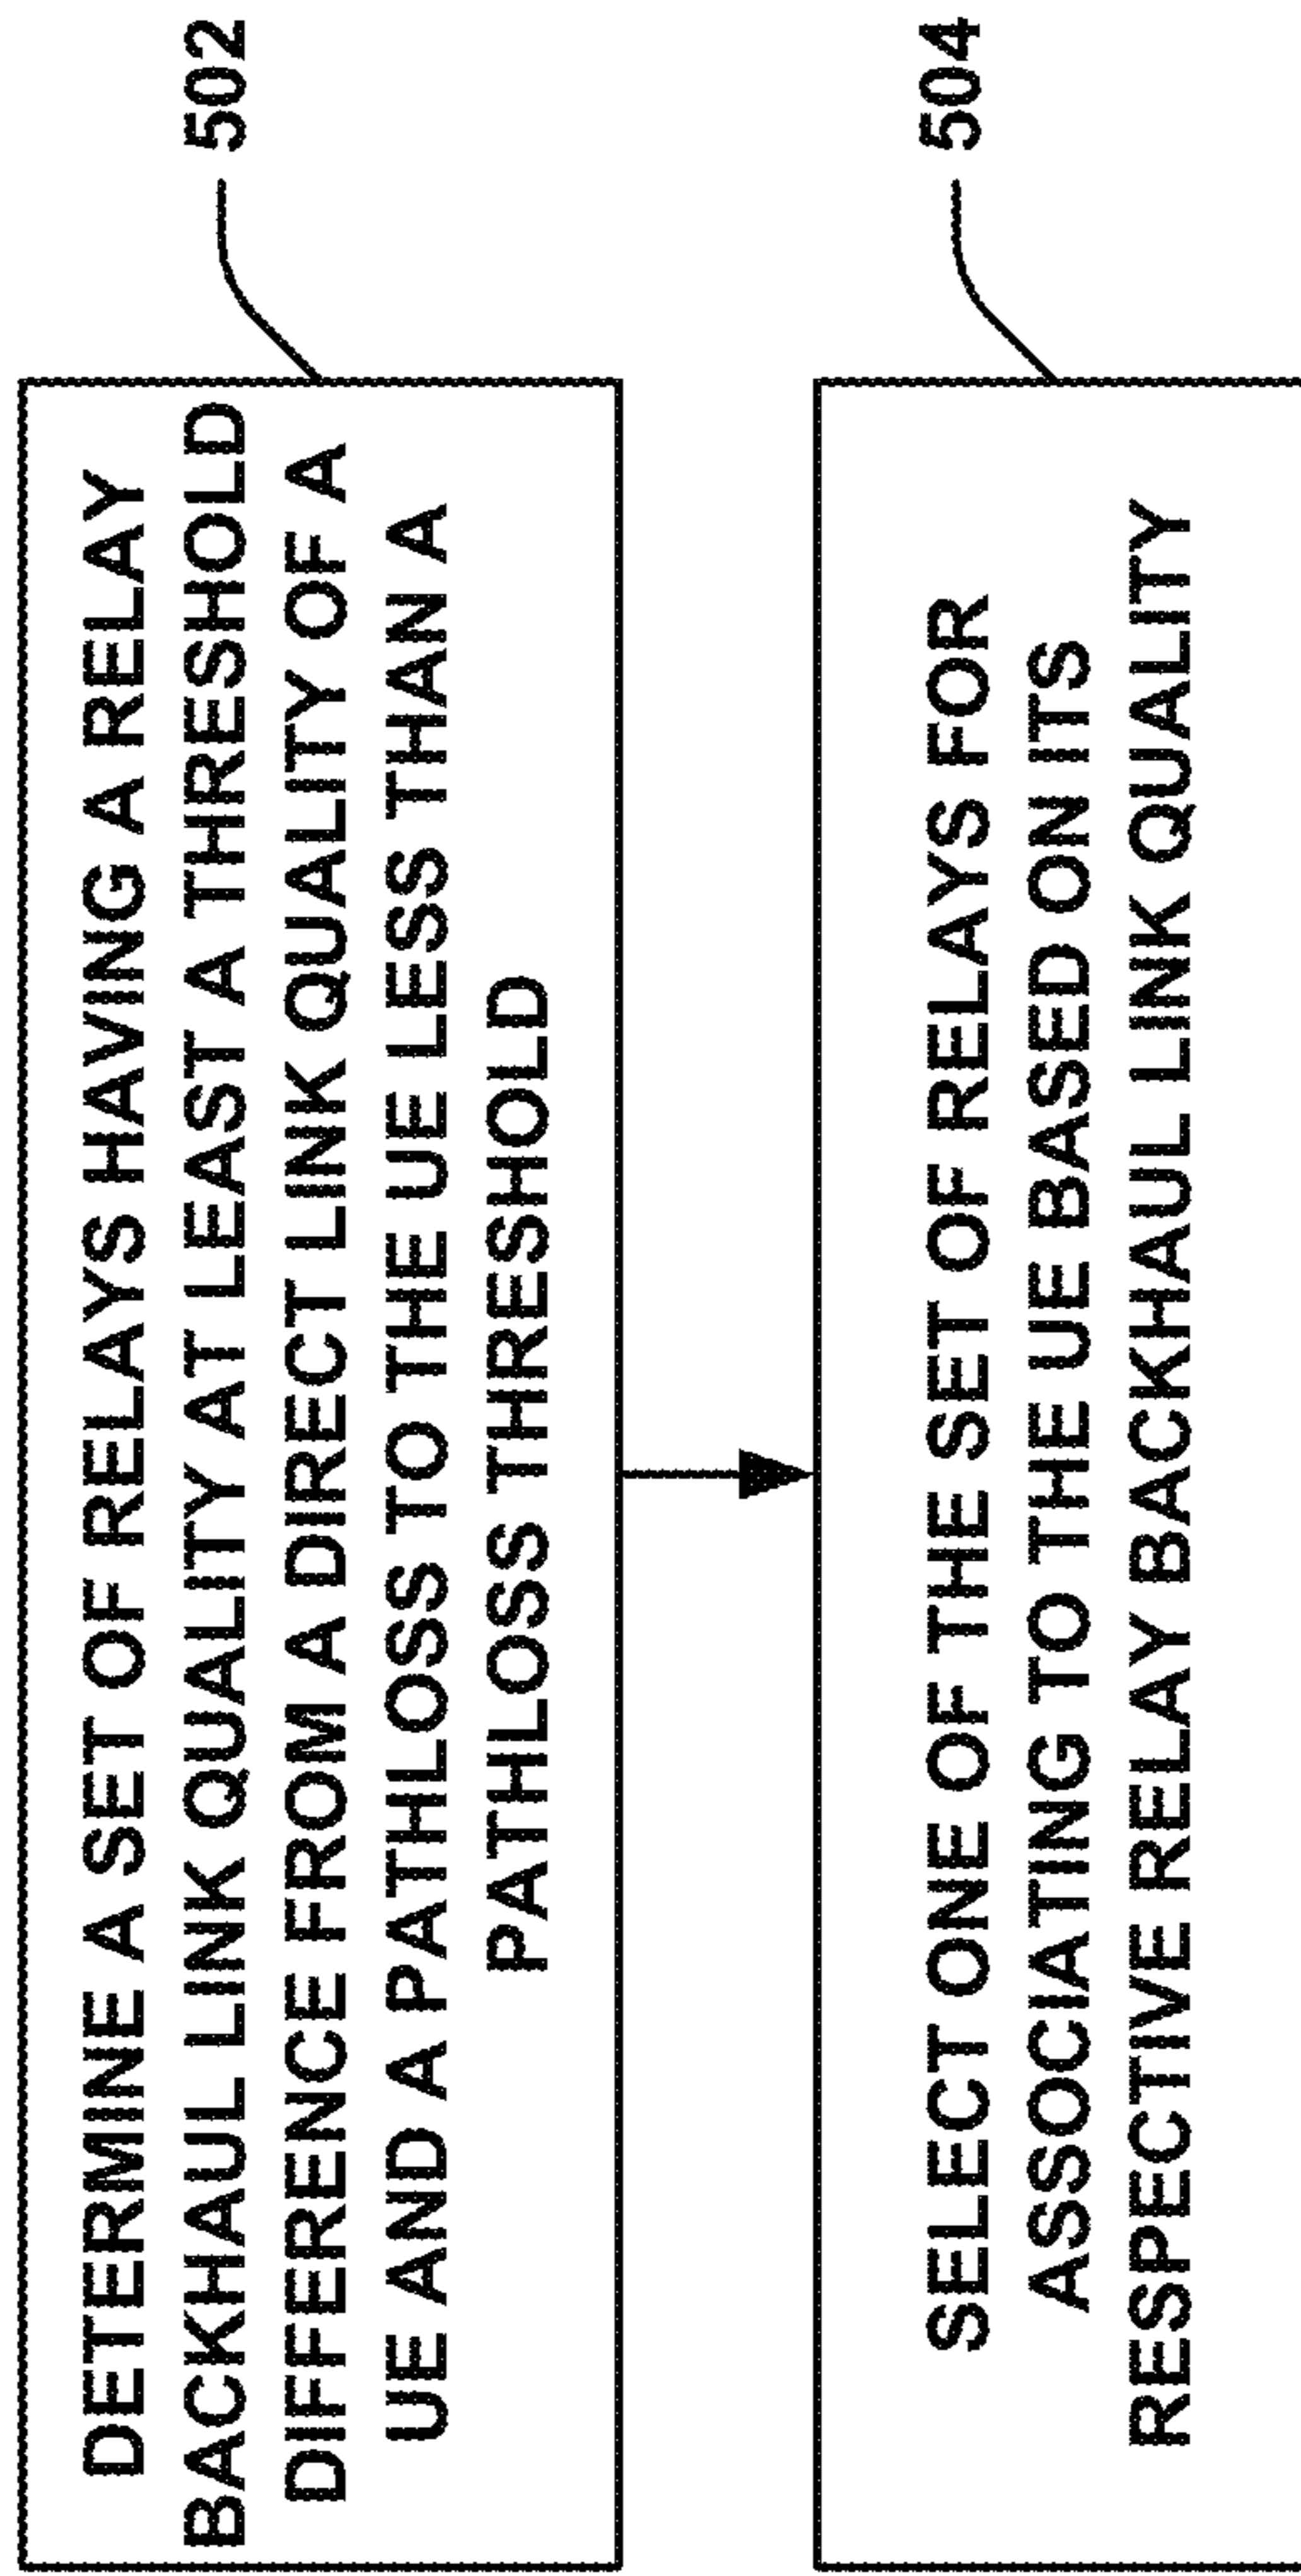 DETERMINE A SET OF RELAYS HAVING A RELAY
BACKHAUL LINK QUALITY AT LEAST A THRESHOLD
DIFFERENCE FROM A DIRECT LINK QUALITY OF A
UE AND A PATHLOSS TO THE UE LESS THAN A
PATHLOSS THRESHOLD
502
SELECT ONE OF THE SET OF RELAYS FOR
ASSOCIATING TO THE UE BASED ON ITS
RESPECTIVE RELAY BACKHAUL LINK QUALITY
504